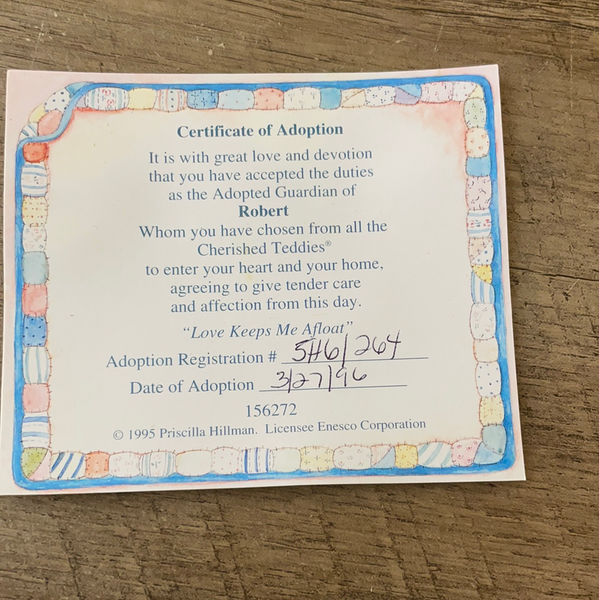 Certificate of Adoption
It is with great love and devotion
that you have accepted the duties
as the Adopted Guardian of
Robert
Whom you have chosen from all the
Cherished Teddies®
to enter your heart and your home,
agreeing to give tender care
and affection from this day.
"Love Keeps Me Afloat"
Adoption Registration # 5H6/264
Date of Adoption 3/27/96
156272
© 1995 Priscilla Hillman. Licensee Enesco Corporation